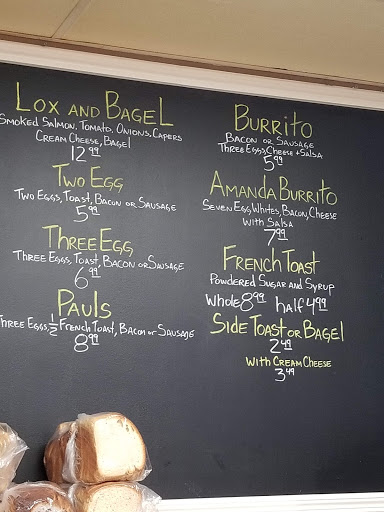 Lox and Bagel
Smoked Salmon, Tomato, Onions, Capers
Cream Cheese, Bagel
12.99
Two Egg
Two Eggs, Toast, Bacon or Sausage
5.99
Three Egg
Three Eggs, Toast, Bacon or Sausage
6.99
Pauls
Three Eggs, 1/2 French Toast, Bacon or Sausage
8.99
Burrito
Bacon or Sausage
Three Eggs, Cheese + Salsa
5.99
Amanda Burrito
Seven Egg Whites, Bacon, Cheese
with Salsa
7.99
French Toast
Powdered Sugar and Syrup
Whole 8.99 half 4.99
Side Toast or Bagel
2.49
With Cream Cheese
3.49